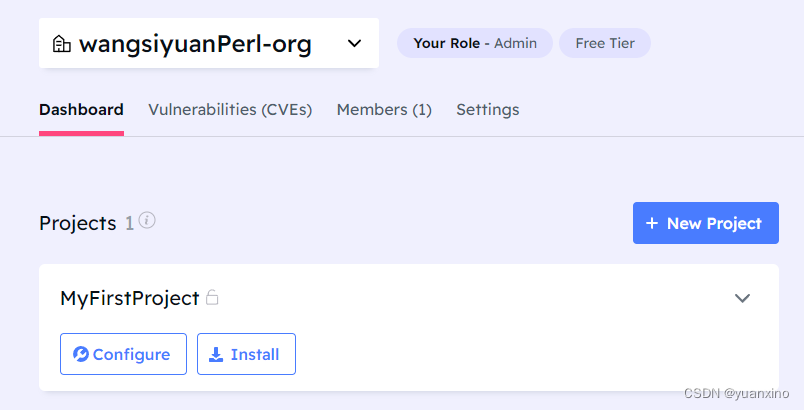 wangsiyuanPerl-org
Your Role - Admin
Free Tier
Dashboard
Vulnerabilities (CVEs)
Members (1)
Settings
Projects 1
+ New Project
MyFirstProject
Configure
Install
CSDN @yuanxino